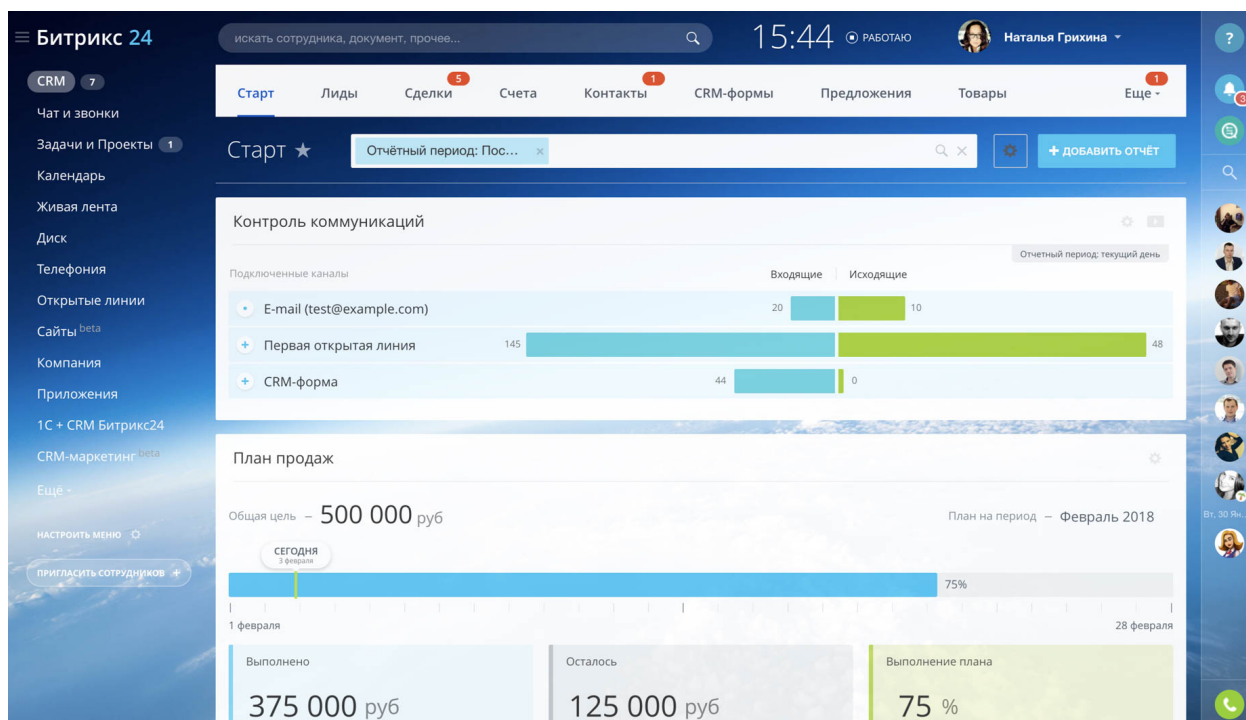 Битрикс 24
искать сотрудника, документ, прочее...
15:44 РАБОТАЮ
Наталья Грихина
?
CRM 7
Чат и звонки
Задачи и Проекты 1
Календарь
Живая лента
Диск
Телефония
Открытые линии
Сайты beta
Компания
Приложения
1С + CRM Битрикс24
CRM-маркетинг beta
Ещё
НАСТРОИТЬ МЕНЮ
ПРИГЛАСИТЬ СОТРУДНИКОВ +
Старт Лиды Сделки 5 Счета Контакты 1 CRM-формы Предложения Товары Еще 1
Старт ★ Отчётный период: Пос... × + ДОБАВИТЬ ОТЧЁТ
Контроль коммуникаций
Отчетный период: текущий день
Подключенные каналы Входящие Исходящие
E-mail (test@example.com) 20 10
+ Первая открытая линия 145 48
+ CRM-форма 44 0
План продаж
Общая цель – 500 000 руб План на период – Февраль 2018
СЕГОДНЯ
3 февраля
75%
1 февраля 28 февраля
Выполнено Осталось Выполнение плана
375 000 руб 125 000 руб 75 %
3
Вт, 30 Ян...